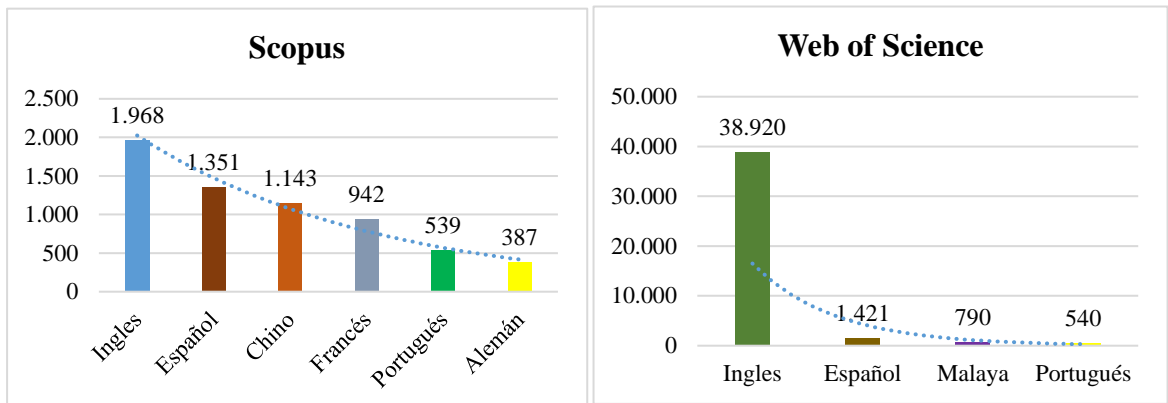 Scopus
2.500
2.000
1.500
1.000
500
0
1.968
1.351
1.143
942
539
387
Ingles
Español
Chino
Francés
Portugués
Alemán
Web of Science
50.000
40.000
30.000
20.000
10.000
0
38.920
1.421
790
540
Ingles
Español
Malaya
Portugués